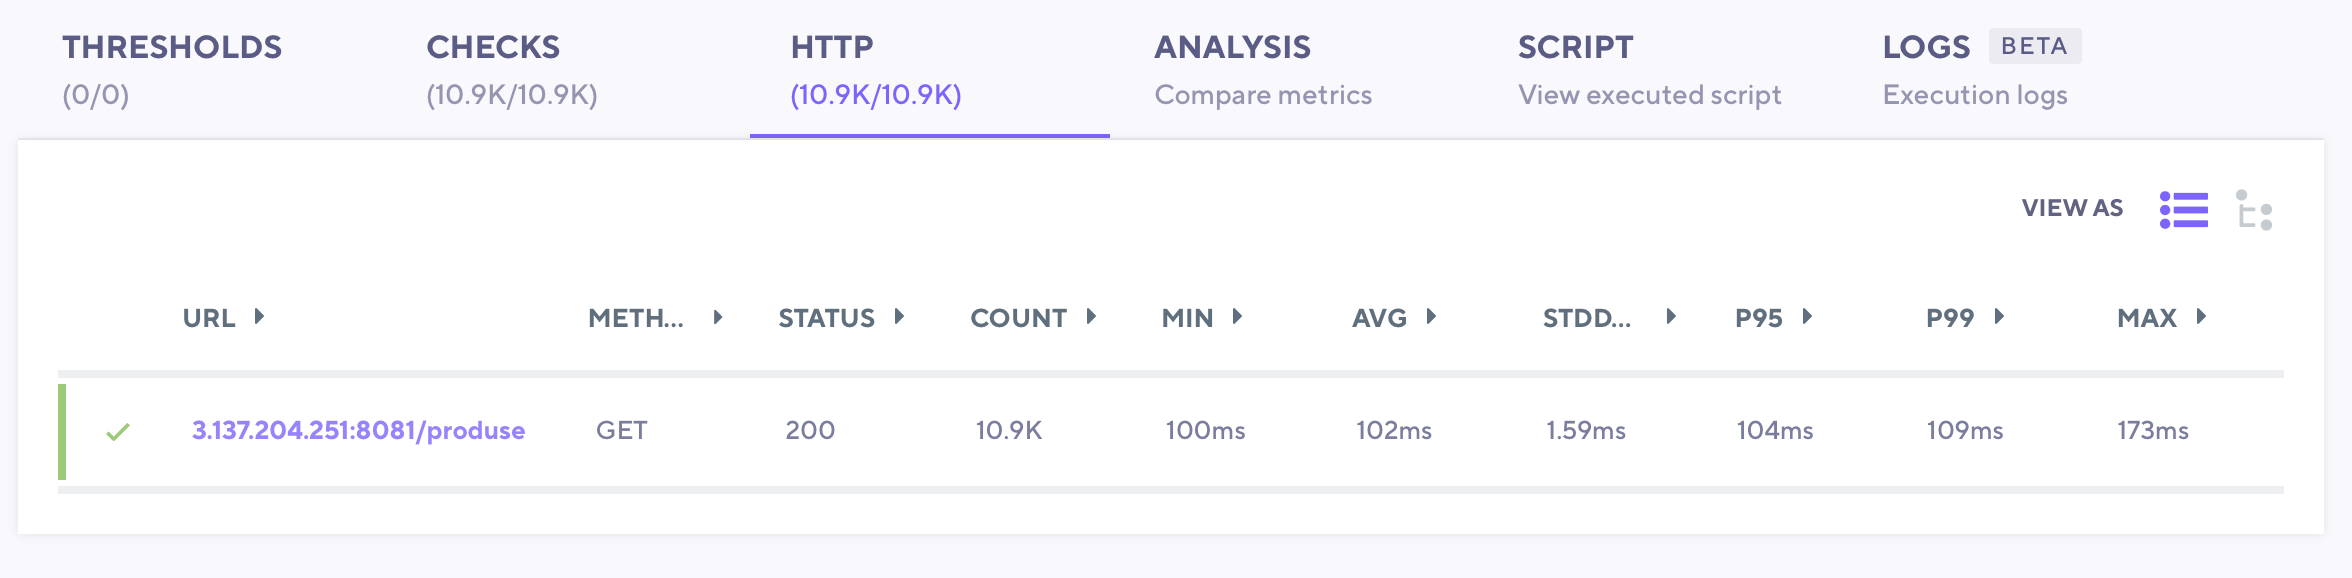 THRESHOLDS CHECKS HTTP ANALYSIS SCRIPT LOGS BETA
(0/0) (10.9K/10.9K) (10.9K/10.9K) Compare metrics View executed script Execution logs
VIEW AS
URL METH... STATUS COUNT MIN AVG STDD... P95 P99 MAX
3.137.204.251:8081/produse GET 200 10.9K 100ms 102ms 1.59ms 104ms 109ms 173ms